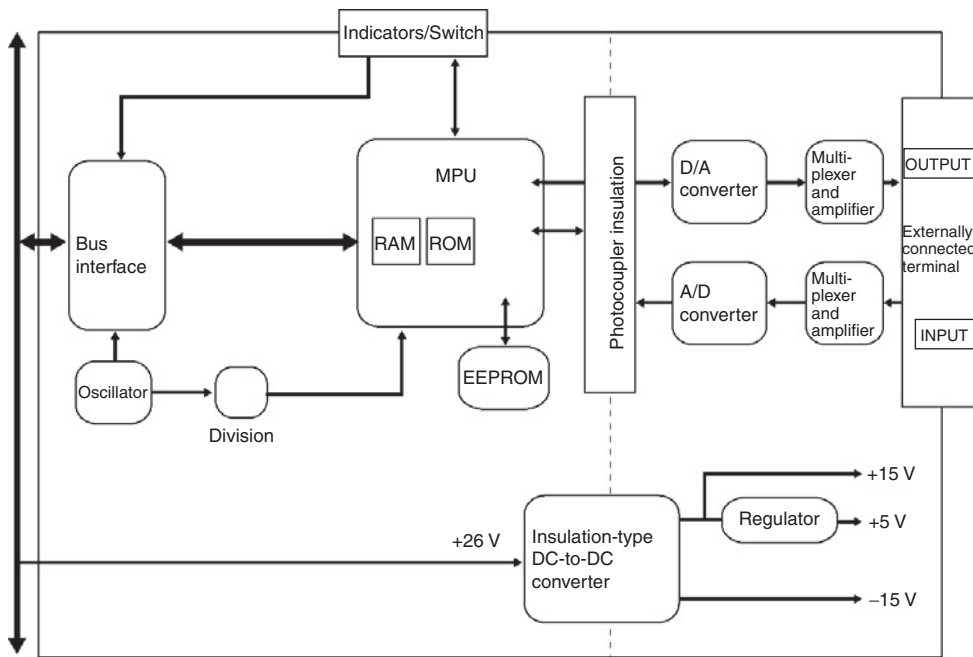 Indicators/Switch
MPU
RAM
ROM
Bus
interface
Oscillator
Division
EEPROM
Photocoupler insulation
D/A
converter
Multi-
plexer
and
amplifier
OUTPUT
Externally
connected
terminal
A/D
converter
Multi-
plexer
and
amplifier
INPUT
+26 V
Insulation-type
DC-to-DC
converter
+15 V
Regulator
+5 V
−15 V